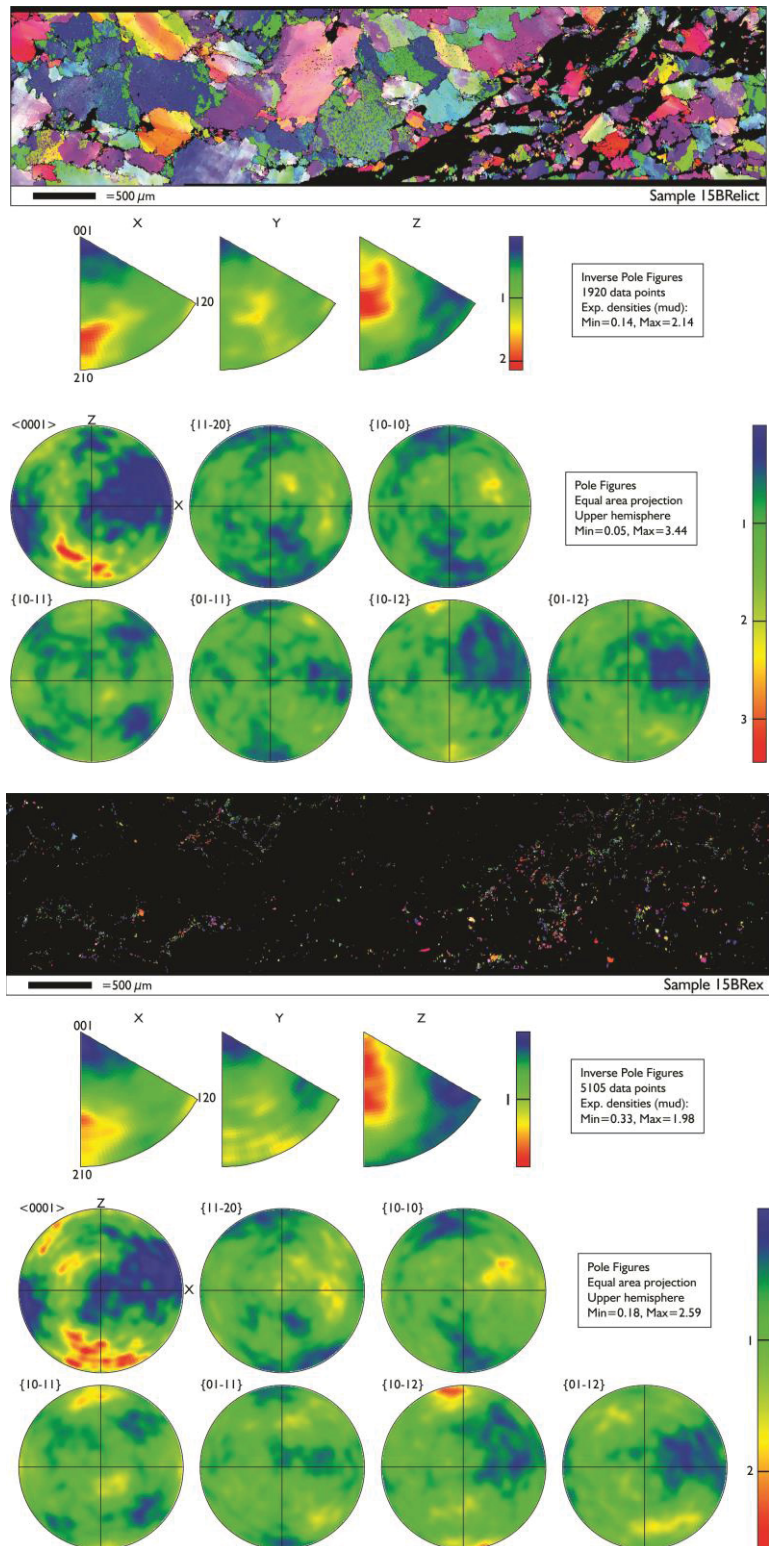 =500 µm Sample 15BRelict
X Y Z
001
120
210
1
2
Inverse Pole Figures
1920 data points
Exp. densities (mud):
Min=0.14, Max=2.14
<0001> Z {11-20} {10-10}
X
Pole Figures
Equal area projection
Upper hemisphere
Min=0.05, Max=3.44
1
{10-11} {01-11} {10-12} {01-12}
2
3
=500 µm Sample 15BRex
X Y Z
001
120
210
1
Inverse Pole Figures
5105 data points
Exp. densities (mud):
Min=0.33, Max=1.98
<0001> Z {11-20} {10-10}
X
Pole Figures
Equal area projection
Upper hemisphere
Min=0.18, Max=2.59
1
{10-11} {01-11} {10-12} {01-12}
2